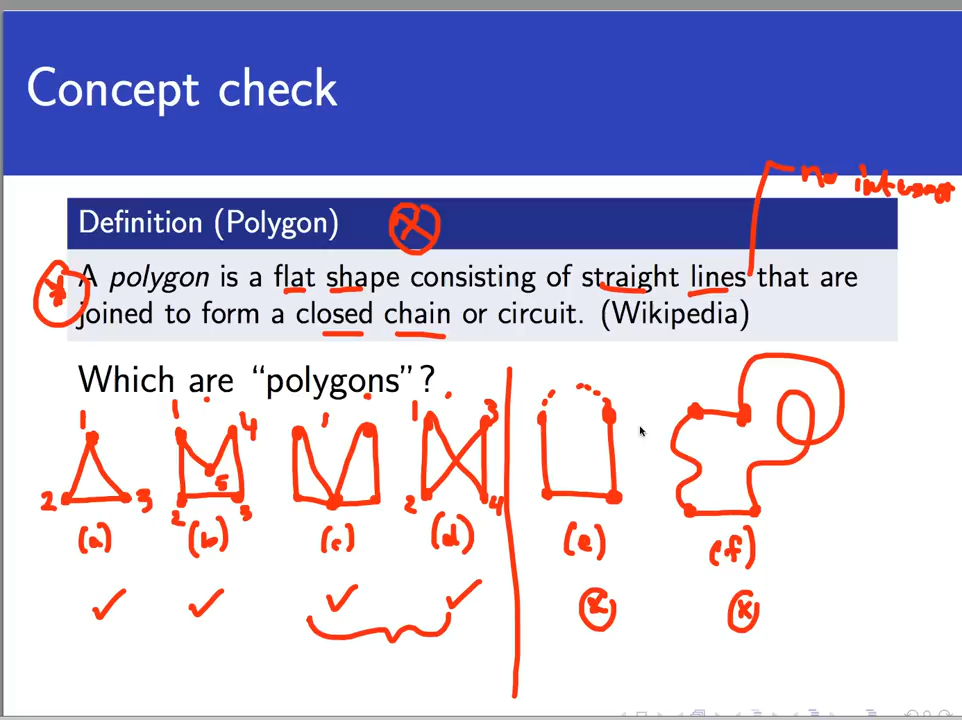 Concept check
no intersept
Definition (Polygon)
A polygon is a flat shape consisting of straight lines that are
joined to form a closed chain or circuit. (Wikipedia)
Which are “polygons”?
1 1 4 1 3
2 3 2 5 3 2 4
(a) (b) (c) (d) (e) (f)